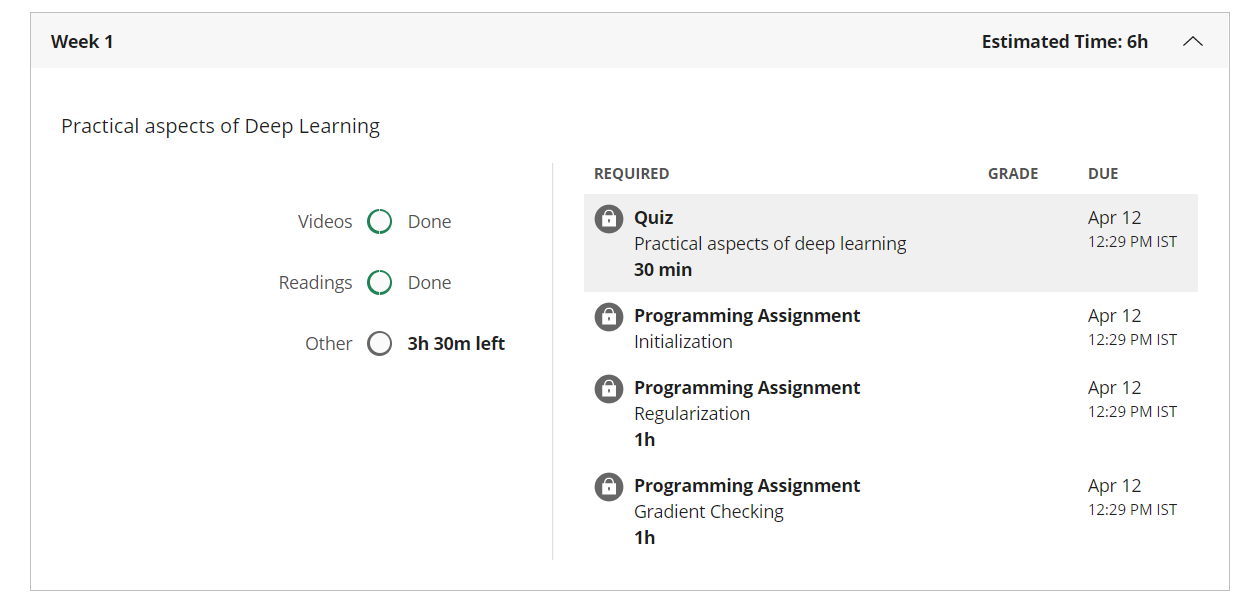 Week 1
Estimated Time: 6h
Practical aspects of Deep Learning
Videos Done
Readings Done
Other 3h 30m left
REQUIRED GRADE DUE
Quiz Apr 12
Practical aspects of deep learning 12:29 PM IST
30 min
Programming Assignment Apr 12
Initialization 12:29 PM IST
Programming Assignment Apr 12
Regularization 12:29 PM IST
1h
Programming Assignment Apr 12
Gradient Checking 12:29 PM IST
1h